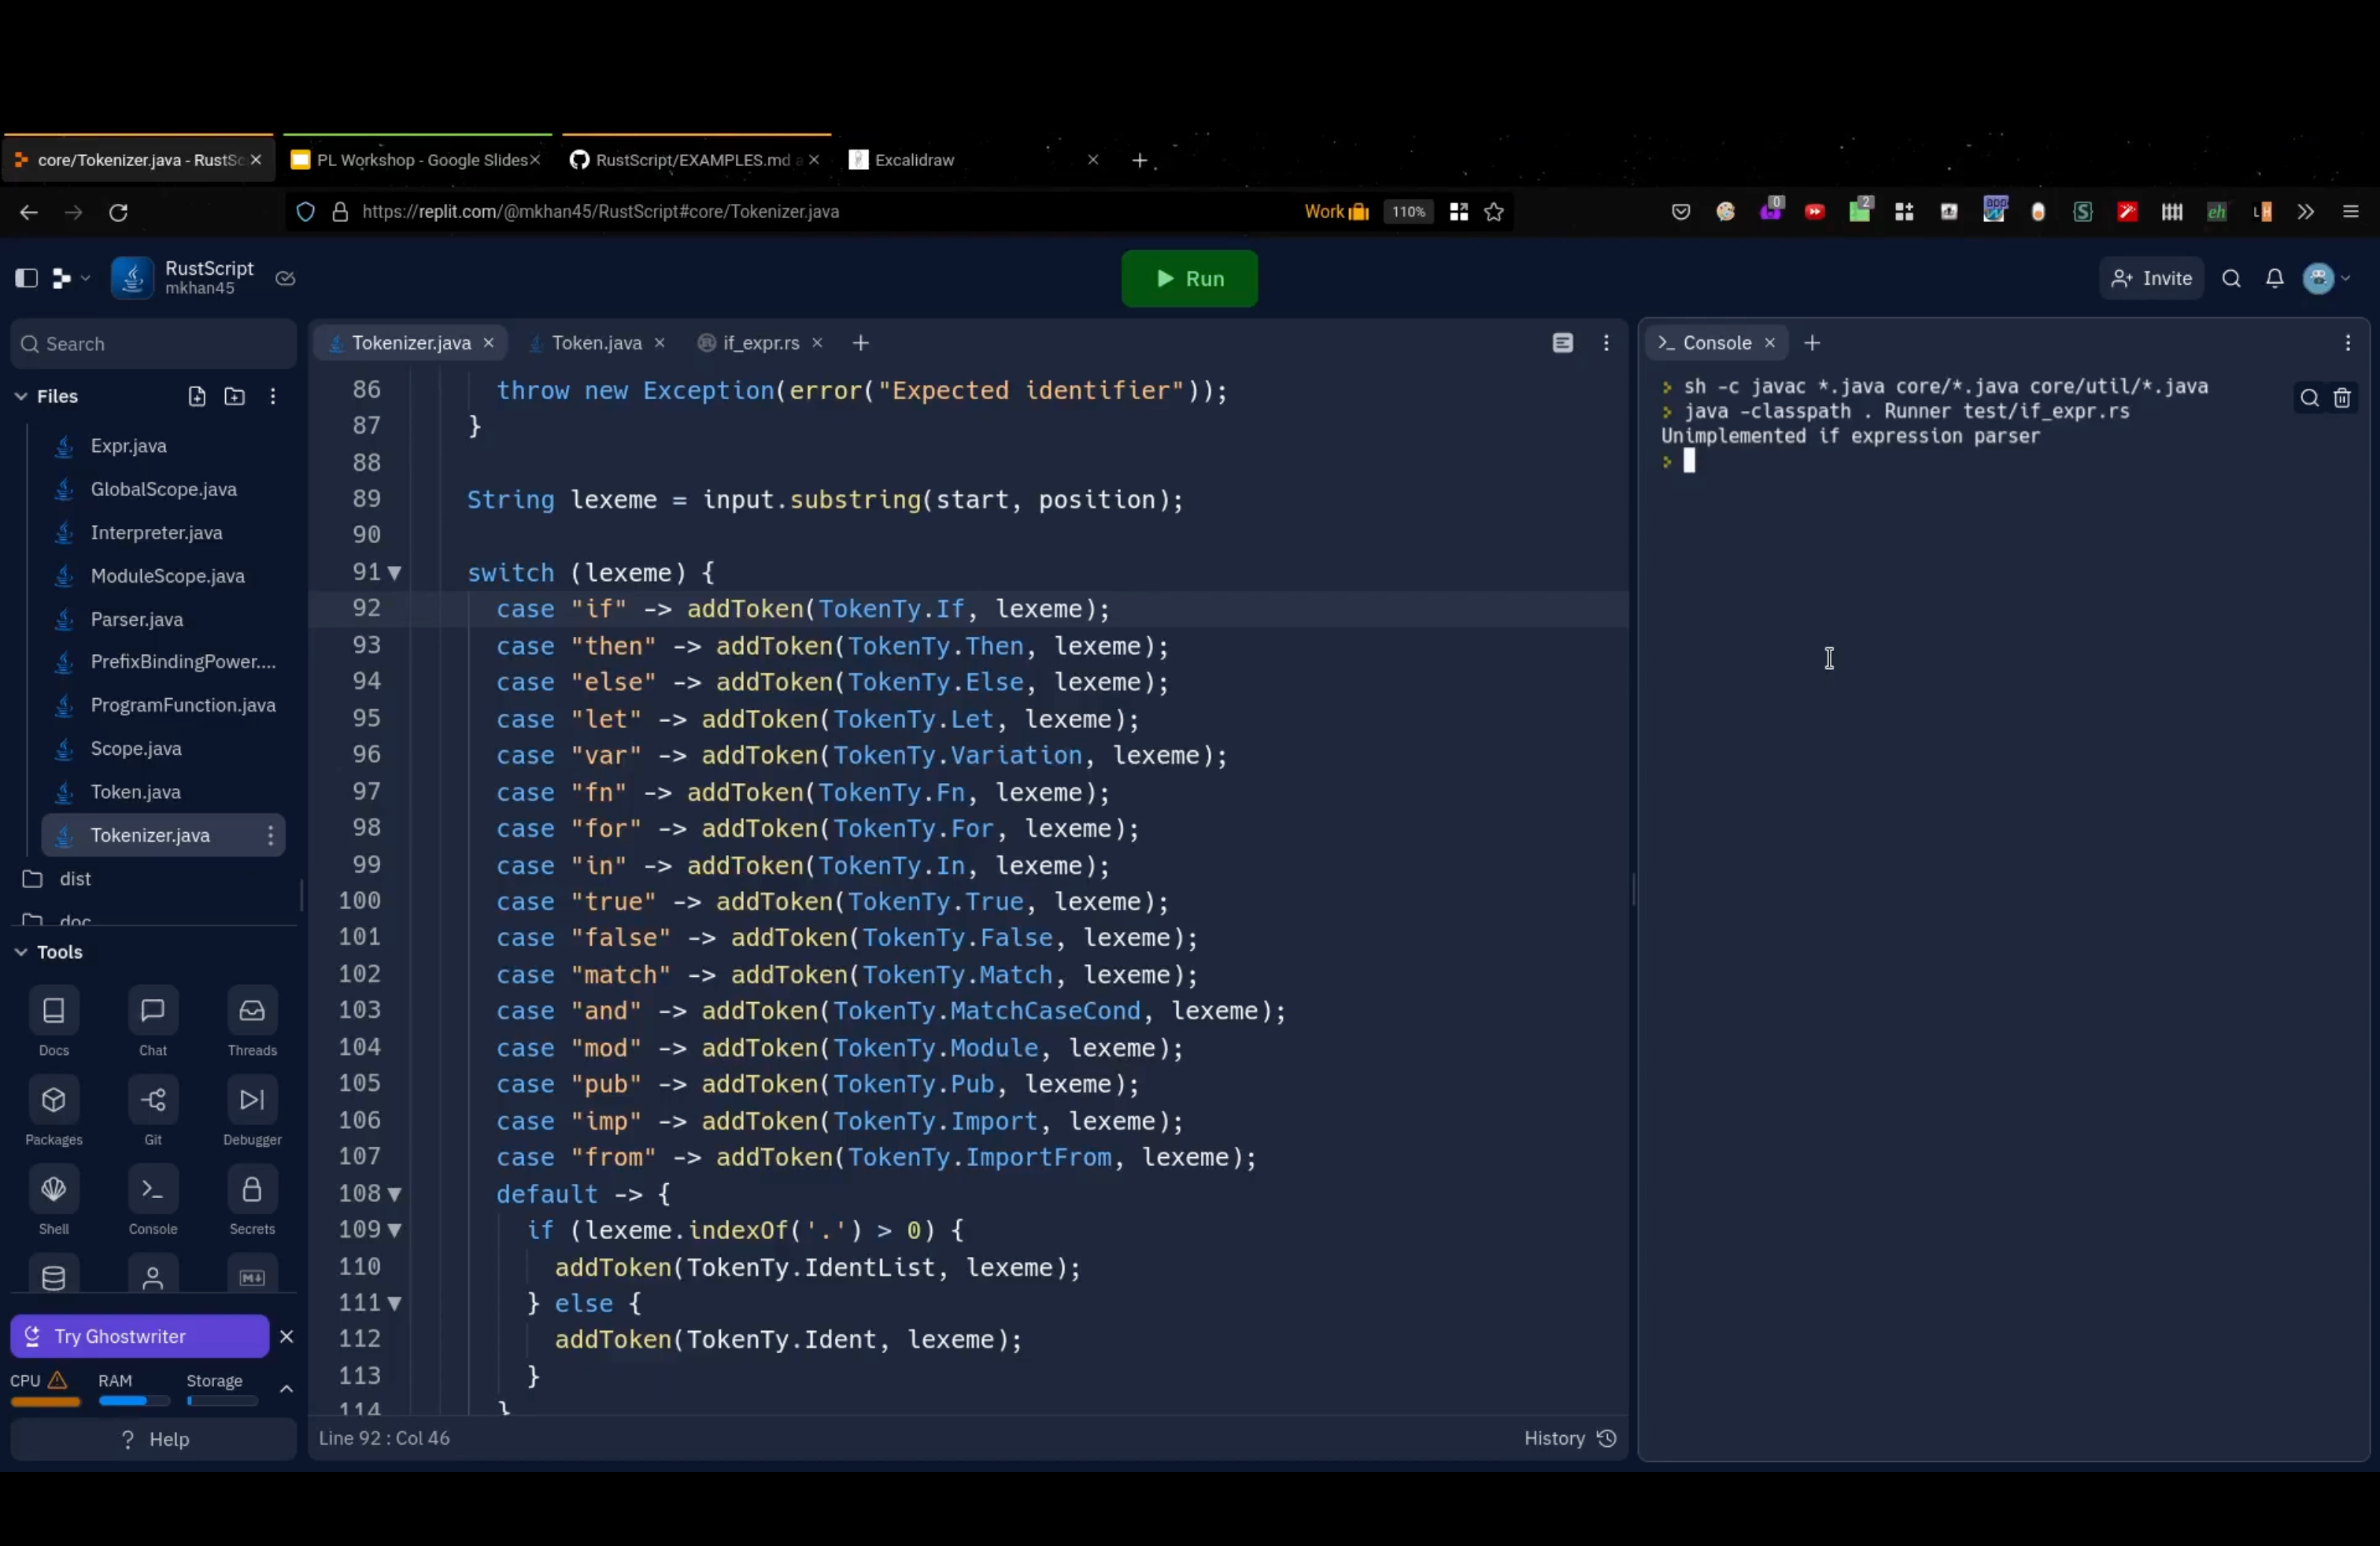 core/Tokenizer.java - RustSc
PL Workshop - Google Slides
RustScript/EXAMPLES.md a
Excalidraw
https://replit.com/@mkhan45/RustScript#core/Tokenizer.java
Work
110%
0
2
app
eh
RustScript
mkhan45
Run
Invite
Search
Files
Expr.java
GlobalScope.java
Interpreter.java
ModuleScope.java
Parser.java
PrefixBindingPower....
ProgramFunction.java
Scope.java
Token.java
Tokenizer.java
dist
doc
Tools
Docs
Chat
Threads
Packages
Git
Debugger
Shell
Console
Secrets
Try Ghostwriter
CPU
RAM
Storage
? Help
Tokenizer.java
Token.java
if_expr.rs
86 throw new Exception(error("Expected identifier"));
87 }
88
89 String lexeme = input.substring(start, position);
90
91 switch (lexeme) {
92 case "if" -> addToken(TokenTy.If, lexeme);
93 case "then" -> addToken(TokenTy.Then, lexeme);
94 case "else" -> addToken(TokenTy.Else, lexeme);
95 case "let" -> addToken(TokenTy.Let, lexeme);
96 case "var" -> addToken(TokenTy.Variation, lexeme);
97 case "fn" -> addToken(TokenTy.Fn, lexeme);
98 case "for" -> addToken(TokenTy.For, lexeme);
99 case "in" -> addToken(TokenTy.In, lexeme);
100 case "true" -> addToken(TokenTy.True, lexeme);
101 case "false" -> addToken(TokenTy.False, lexeme);
102 case "match" -> addToken(TokenTy.Match, lexeme);
103 case "and" -> addToken(TokenTy.MatchCaseCond, lexeme);
104 case "mod" -> addToken(TokenTy.Module, lexeme);
105 case "pub" -> addToken(TokenTy.Pub, lexeme);
106 case "imp" -> addToken(TokenTy.Import, lexeme);
107 case "from" -> addToken(TokenTy.ImportFrom, lexeme);
108 default -> {
109 if (lexeme.indexOf('.') > 0) {
110 addToken(TokenTy.IdentList, lexeme);
111 } else {
112 addToken(TokenTy.Ident, lexeme);
113 }
114 }
Line 92 : Col 46
History
Console
> sh -c javac *.java core/*.java core/util/*.java
> java -classpath . Runner test/if_expr.rs
Unimplemented if expression parser
>